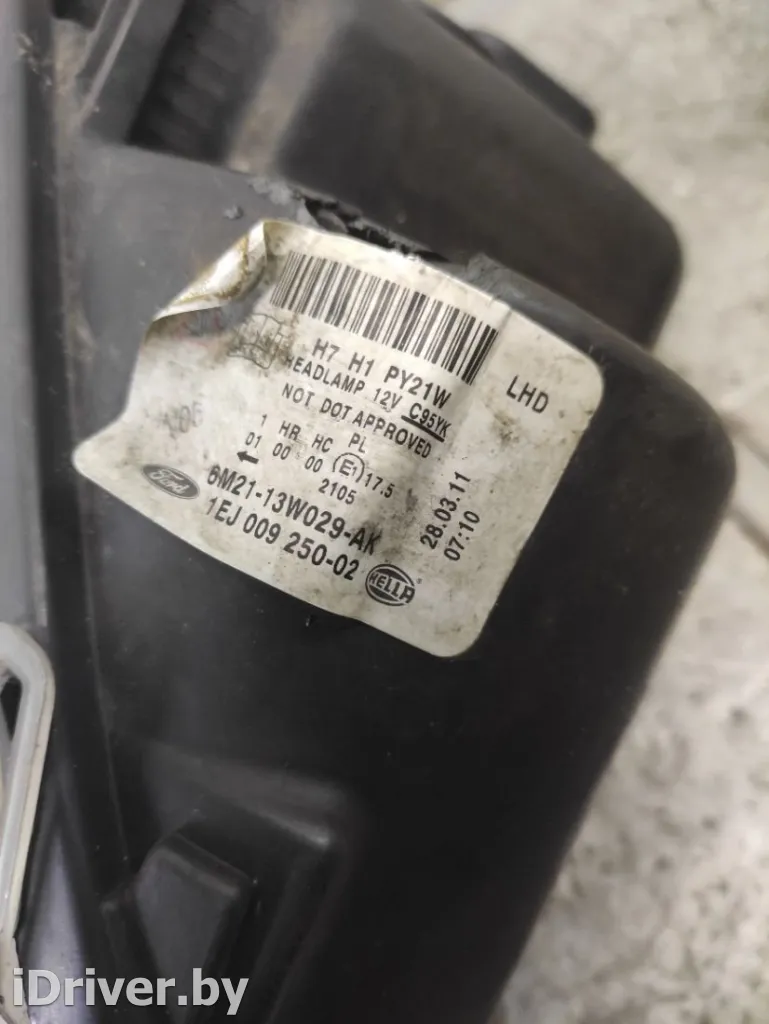 H7 H1 PY21W
HEADLAMP 12V C95YK
NOT DOT APPROVED
LHD
1 HR HC PL
01 00 00 E1 17.5
2105
Ford 6M21-13W029-AK
1EJ 009 250-02 HELLA
28.03.11
07:10
iDriver.by